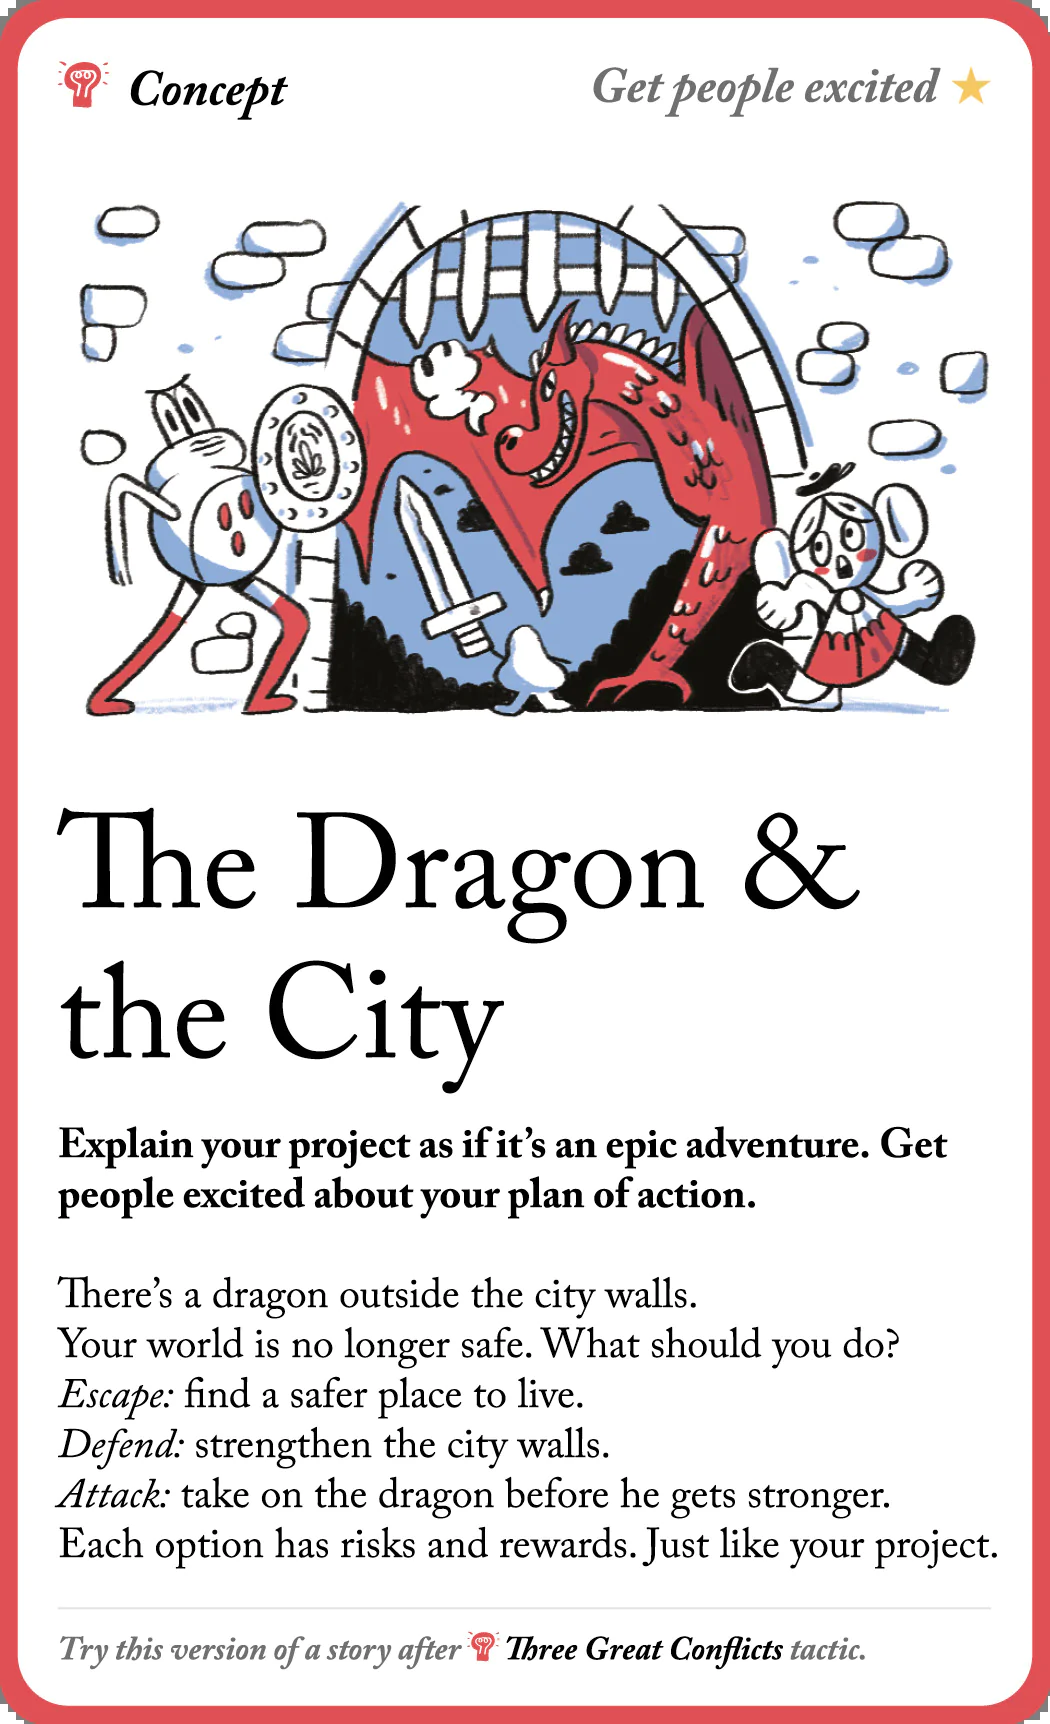 Concept
Get people excited
The Dragon &
the City
Explain your project as if it’s an epic adventure. Get
people excited about your plan of action.
There’s a dragon outside the city walls.
Your world is no longer safe. What should you do?
Escape: find a safer place to live.
Defend: strengthen the city walls.
Attack: take on the dragon before he gets stronger.
Each option has risks and rewards. Just like your project.
Try this version of a story after Three Great Conflicts tactic.